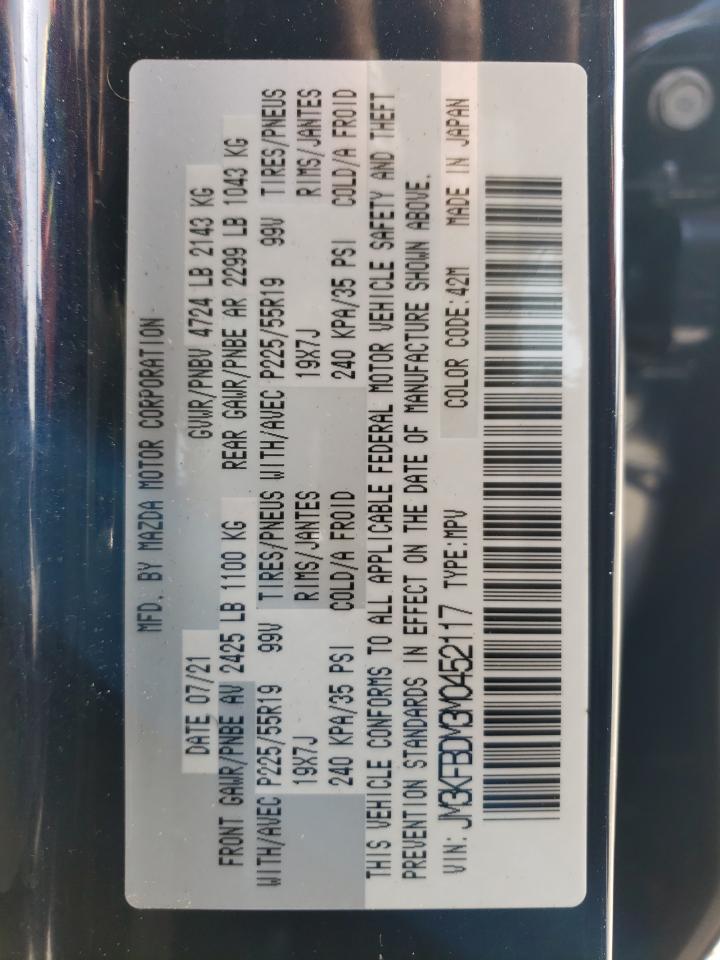 MFD. BY MAZDA MOTOR CORPORATION
DATE 07/21 GVWR/PNBV 4724 LB 2143 KG
FRONT GAWR/PNBE AV 2425 LB 1100 KG REAR GAWR/PNBE AR 2299 LB 1043 KG
WITH/AVEC P225/55R19 99V TIRES/PNEUS WITH/AVEC P225/55R19 99V TIRES/PNEUS
19X7J RIMS/JANTES 19X7J RIMS/JANTES
240 KPA/35 PSI COLD/A FROID 240 KPA/35 PSI COLD/A FROID
THIS VEHICLE CONFORMS TO ALL APPLICABLE FEDERAL MOTOR VEHICLE SAFETY AND THEFT
PREVENTION STANDARDS IN EFFECT ON THE DATE OF MANUFACTURE SHOWN ABOVE.
VIN: JM3KFBDM3M0452117 TYPE:MPV COLOR CODE:42M MADE IN JAPAN